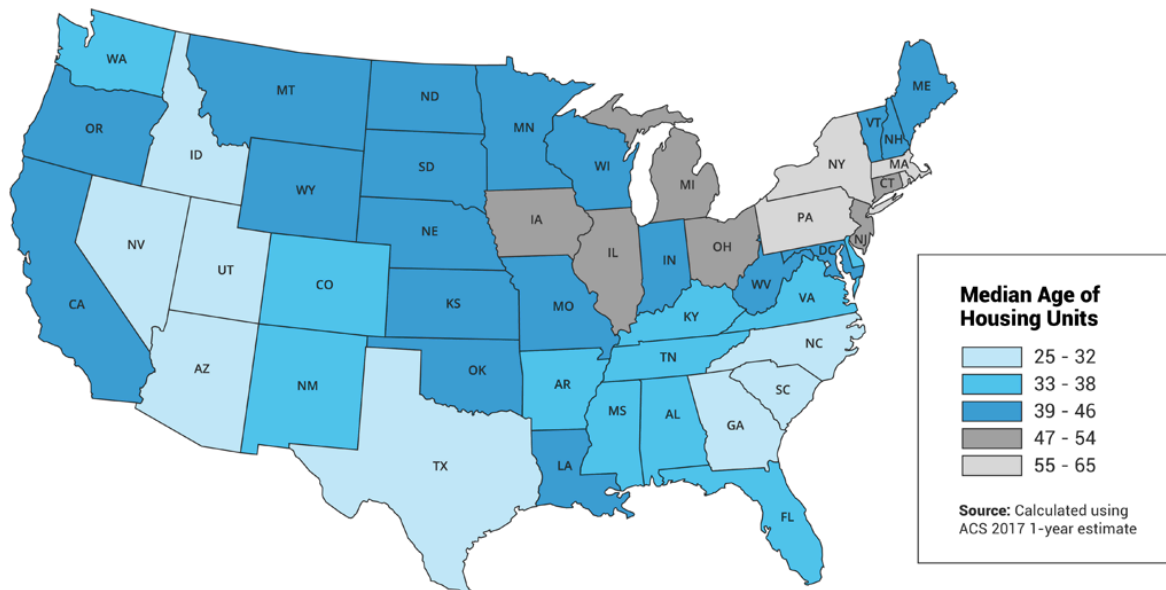 WA
MT
ND
MN
ME
VT
NH
OR
ID
SD
WI
NY
MA
WY
MI
CT
IA
PA
NE
NV
IL
OH
NJ
UT
IN
DC
CO
WV
CA
KS
MO
VA
KY
NC
TN
AZ
OK
NM
AR
SC
MS
AL
GA
TX
LA
FL
Median Age of
Housing Units
25 - 32
33 - 38
39 - 46
47 - 54
55 - 65
Source: Calculated using
ACS 2017 1-year estimate